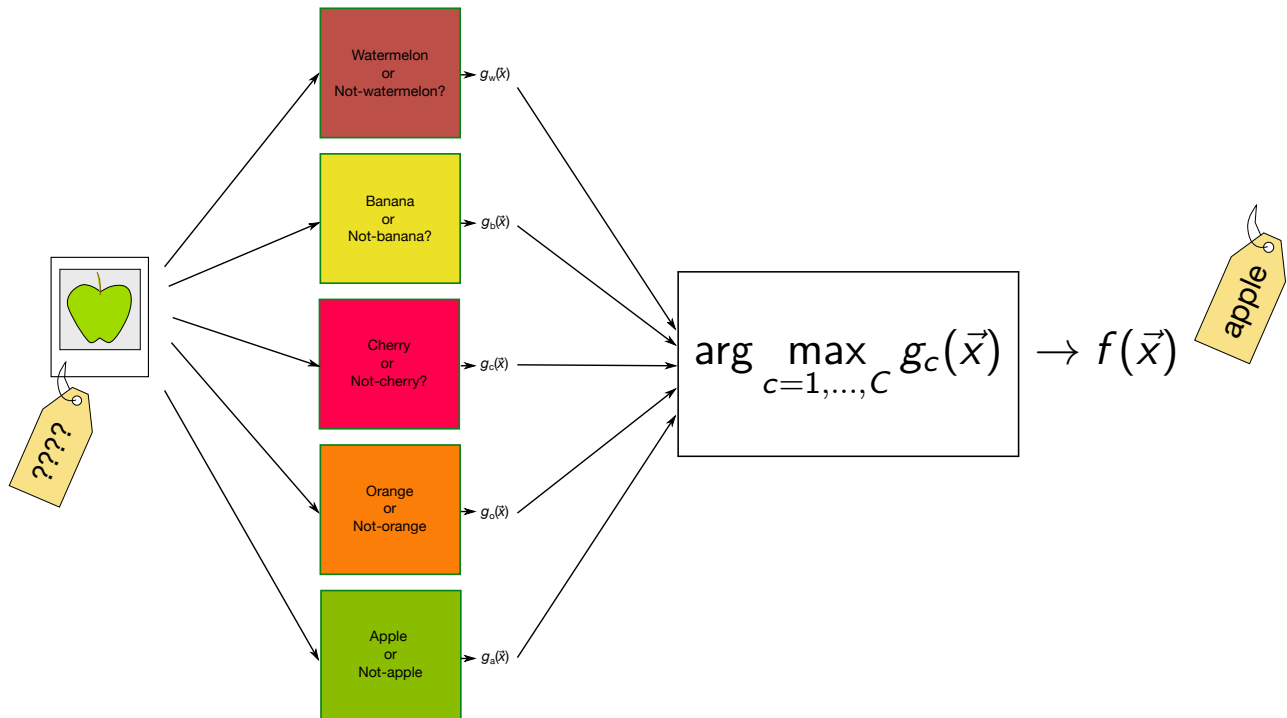 Watermelon
or
Not-watermelon?
g_w(x⃗)
Banana
or
Not-banana?
g_b(x⃗)
Cherry
or
Not-cherry?
g_c(x⃗)
Orange
or
Not-orange
g_o(x⃗)
Apple
or
Not-apple
g_a(x⃗)
????
arg max g_c(x⃗) → f(x⃗)
c=1,...,C
apple